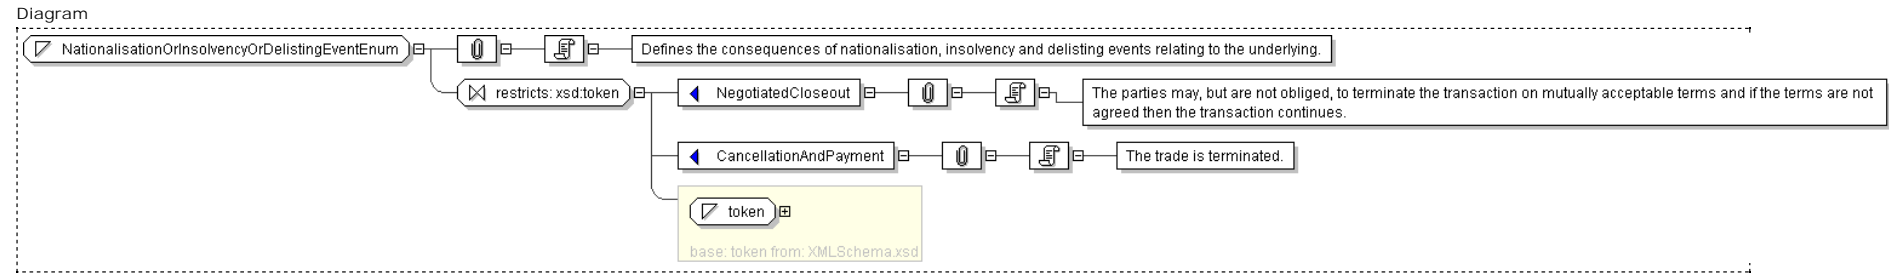 Diagram
NationalisationOrInsolvencyOrDelistingEventEnum
Defines the consequences of nationalisation, insolvency and delisting events relating to the underlying.
restricts: xsd:token
NegotiatedCloseout
The parties may, but are not obliged, to terminate the transaction on mutually acceptable terms and if the terms are not
agreed then the transaction continues.
CancellationAndPayment
The trade is terminated.
token
base: token from: XMLSchema.xsd